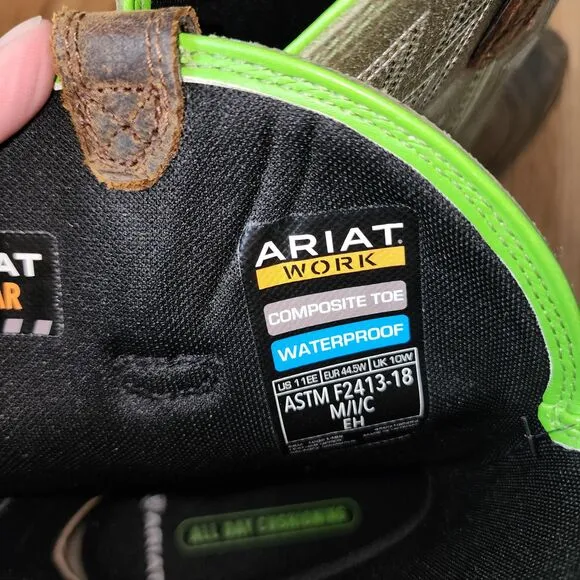 ARIAT
WORK
COMPOSITE TOE
WATERPROOF
US 11EE EUR 44.5W UK 10W
ASTM F2413-18
M/I/C
EH
AT
AR
ALL DAY CUSHIONING